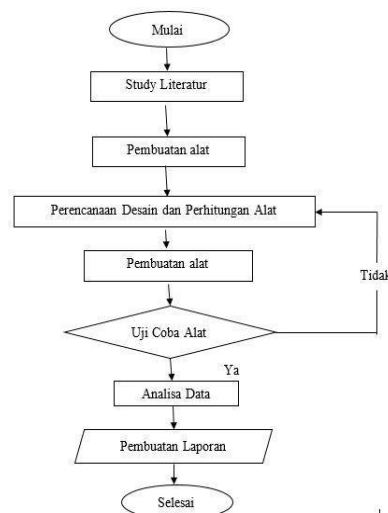 Mulai
Study Literatur
Pembuatan alat
Perencanaan Desain dan Perhitungan Alat
Pembuatan alat
Tidak
Uji Coba Alat
Ya
Analisa Data
Pembuatan Laporan
Selesai